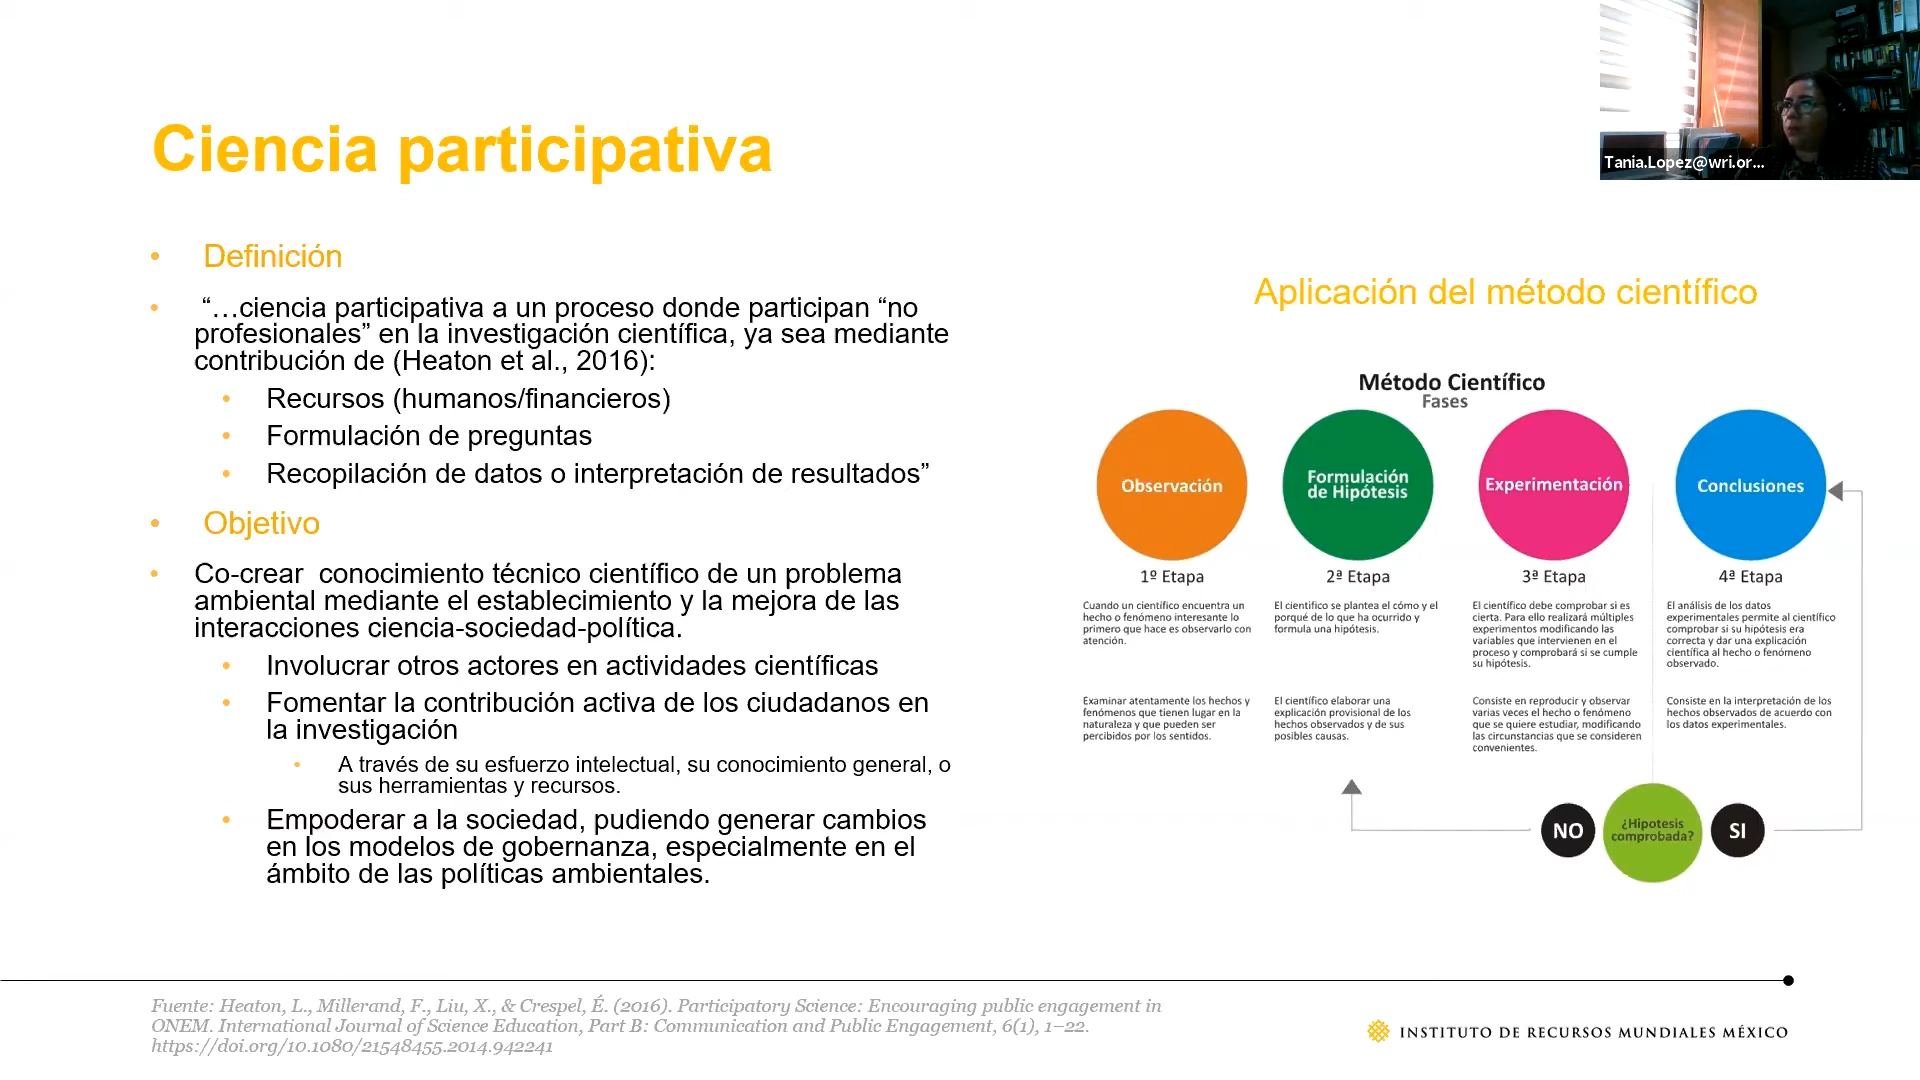 Tania.Lopez@wri.or...
Ciencia participativa
• Definición
• “…ciencia participativa a un proceso donde participan “no
profesionales” en la investigación científica, ya sea mediante
contribución de (Heaton et al., 2016):
• Recursos (humanos/financieros)
• Formulación de preguntas
• Recopilación de datos o interpretación de resultados”
• Objetivo
• Co-crear conocimiento técnico científico de un problema
ambiental mediante el establecimiento y la mejora de las
interacciones ciencia-sociedad-política.
• Involucrar otros actores en actividades científicas
• Fomentar la contribución activa de los ciudadanos en
la investigación
• A través de su esfuerzo intelectual, su conocimiento general, o
sus herramientas y recursos.
• Empoderar a la sociedad, pudiendo generar cambios
en los modelos de gobernanza, especialmente en el
ámbito de las políticas ambientales.
Aplicación del método científico
Método Científico
Fases
Observación
1º Etapa
Cuando un científico encuentra un
hecho o fenómeno interesante lo
primero que hace es observarlo con
atención.
Examinar atentamente los hechos y
fenómenos que tienen lugar en la
naturaleza y que pueden ser
percibidos por los sentidos.
Formulación
de Hipótesis
2ª Etapa
El cientifico se plantea el cómo y el
porqué de lo que ha ocurrido y
formula una hipótesis.
El científico elaborar una
explicación provisional de los
hechos observados y de sus
posibles causas.
Experimentación
3ª Etapa
El científico debe comprobar si es
cierta. Para ello realizará múltiples
experimentos modificando las
variables que intervienen en el
proceso y comprobará si se cumple
su hipótesis.
Consiste en reproducir y observar
varias veces el hecho o fenómeno
que se quiere estudiar, modificando
las circunstancias que se consideren
convenientes.
Conclusiones
4ª Etapa
El análisis de los datos
experimentales permite al científico
comprobar si su hipótesis era
correcta y dar una explicación
científica al hecho o fenómeno
observado.
Consiste en la interpretación de los
hechos observados de acuerdo con
los datos experimentales.
NO
¿Hipotesis
comprobada?
SI
Fuente: Heaton, L., Millerand, F., Liu, X., & Crespel, É. (2016). Participatory Science: Encouraging public engagement in
ONEM. International Journal of Science Education, Part B: Communication and Public Engagement, 6(1), 1–22.
https://doi.org/10.1080/21548455.2014.942241
INSTITUTO DE RECURSOS MUNDIALES MÉXICO